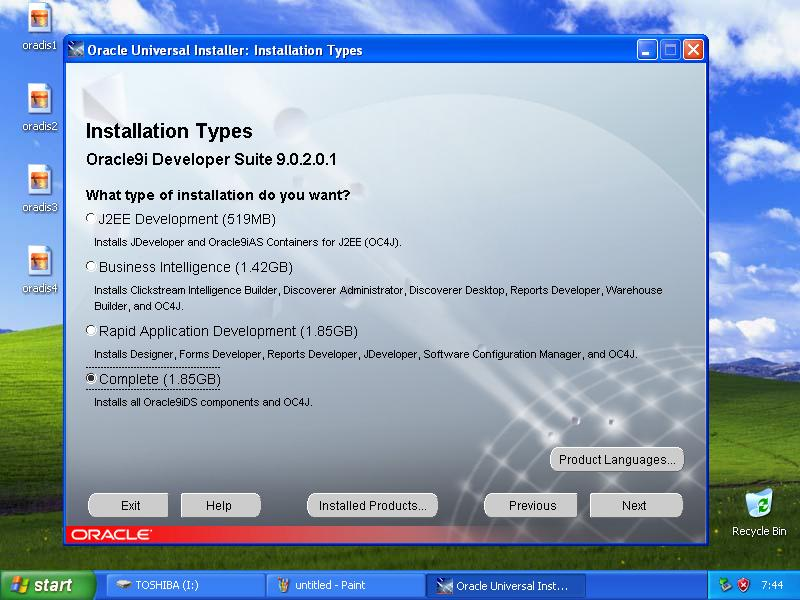 oradis1
oradis2
oradis3
oradis4
Oracle Universal Installer: Installation Types
Installation Types
Oracle9i Developer Suite 9.0.2.0.1
What type of installation do you want?
J2EE Development (519MB)
Installs JDeveloper and Oracle9iAS Containers for J2EE (OC4J).
Business Intelligence (1.42GB)
Installs Clickstream Intelligence Builder, Discoverer Administrator, Discoverer Desktop, Reports Developer, Warehouse
Builder, and OC4J.
Rapid Application Development (1.85GB)
Installs Designer, Forms Developer, Reports Developer, JDeveloper, Software Configuration Manager, and OC4J.
Complete (1.85GB)
Installs all Oracle9iDS components and OC4J.
Product Languages...
Exit
Help
Installed Products...
Previous
Next
ORACLE
Recycle Bin
start
TOSHIBA (I:)
untitled - Paint
Oracle Universal Inst...
7:44